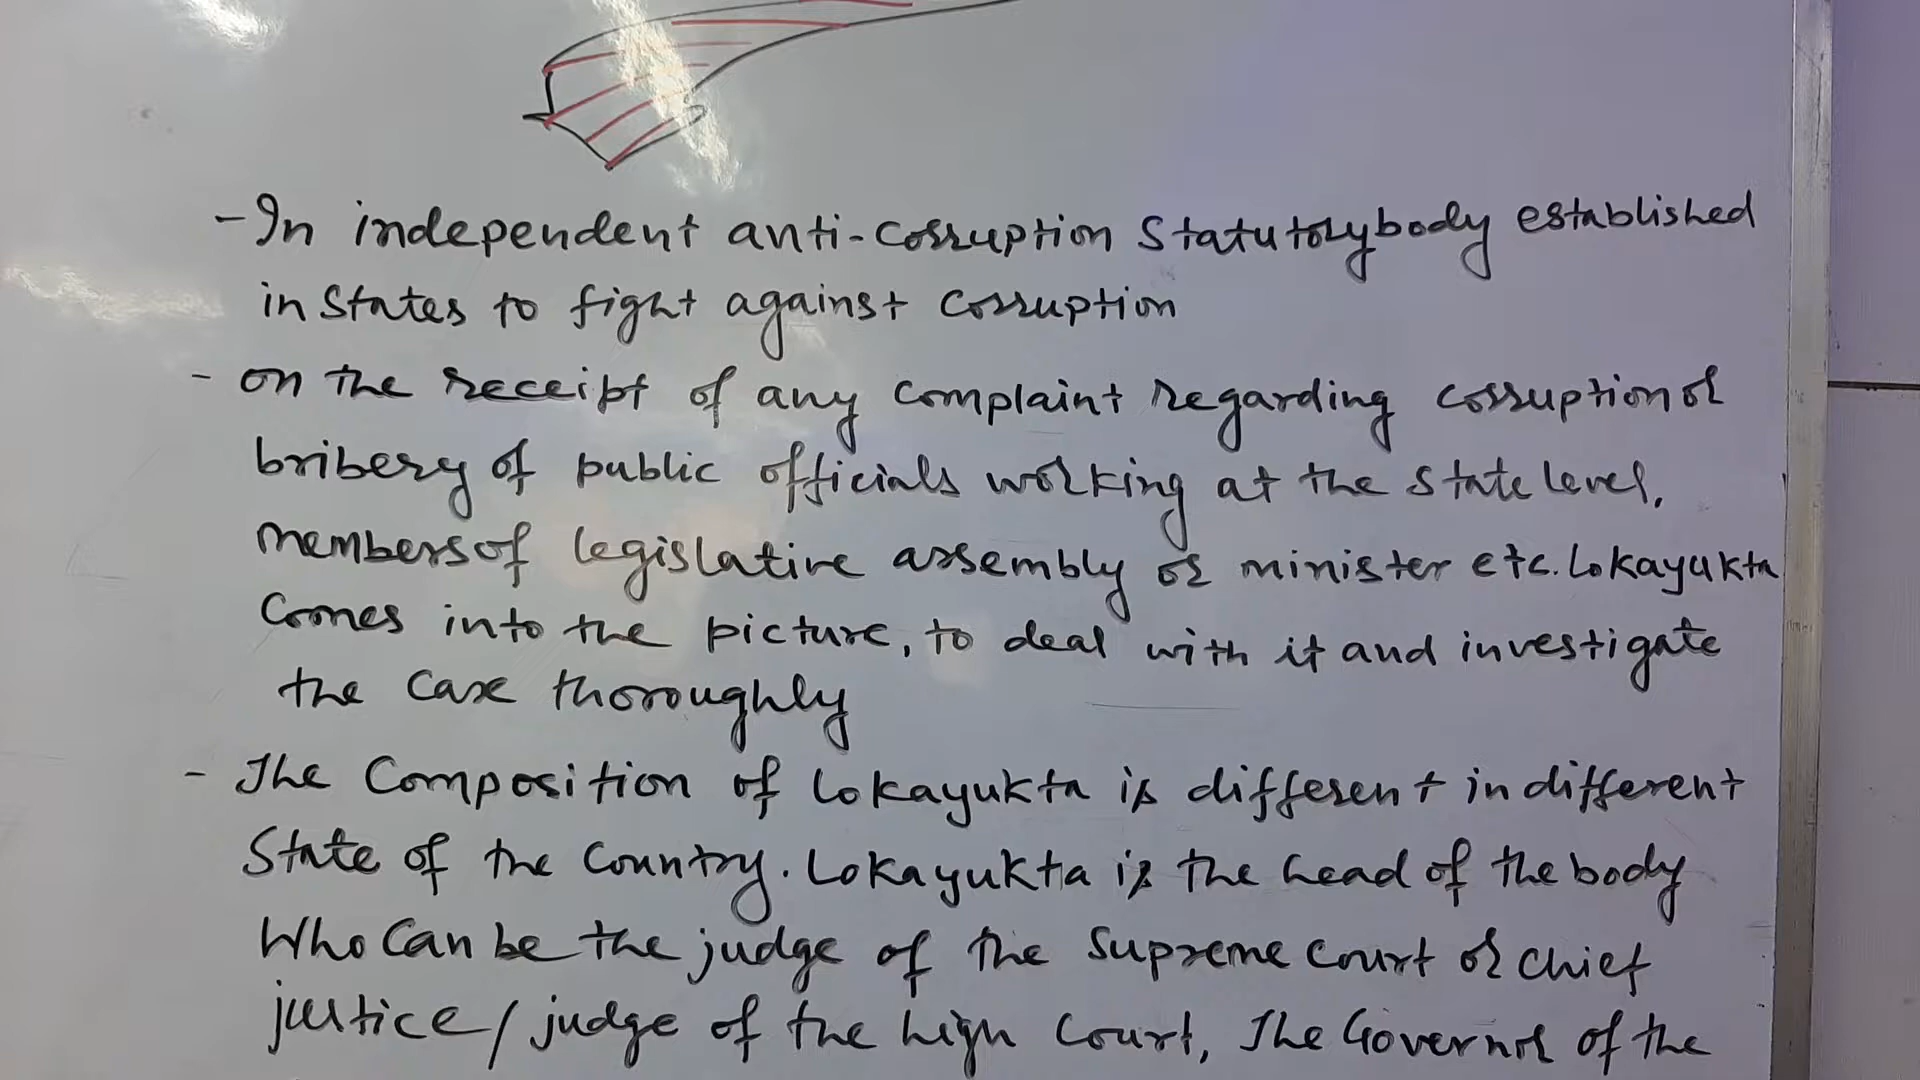 - In independent anti-corruption Statutory body established
in States to fight against corruption
- on the receipt of any complaint regarding corruption or
bribery of public officials working at the state level,
members of legislative assembly or minister etc. Lokayukta
comes into the picture, to deal with it and investigate
the case thoroughly
- The Composition of Lokayukta is different in different
State of the country. Lokayukta is the head of the body
Who Can be the judge of the Supreme Court or Chief
justice / judge of the high Court, The Governor of the